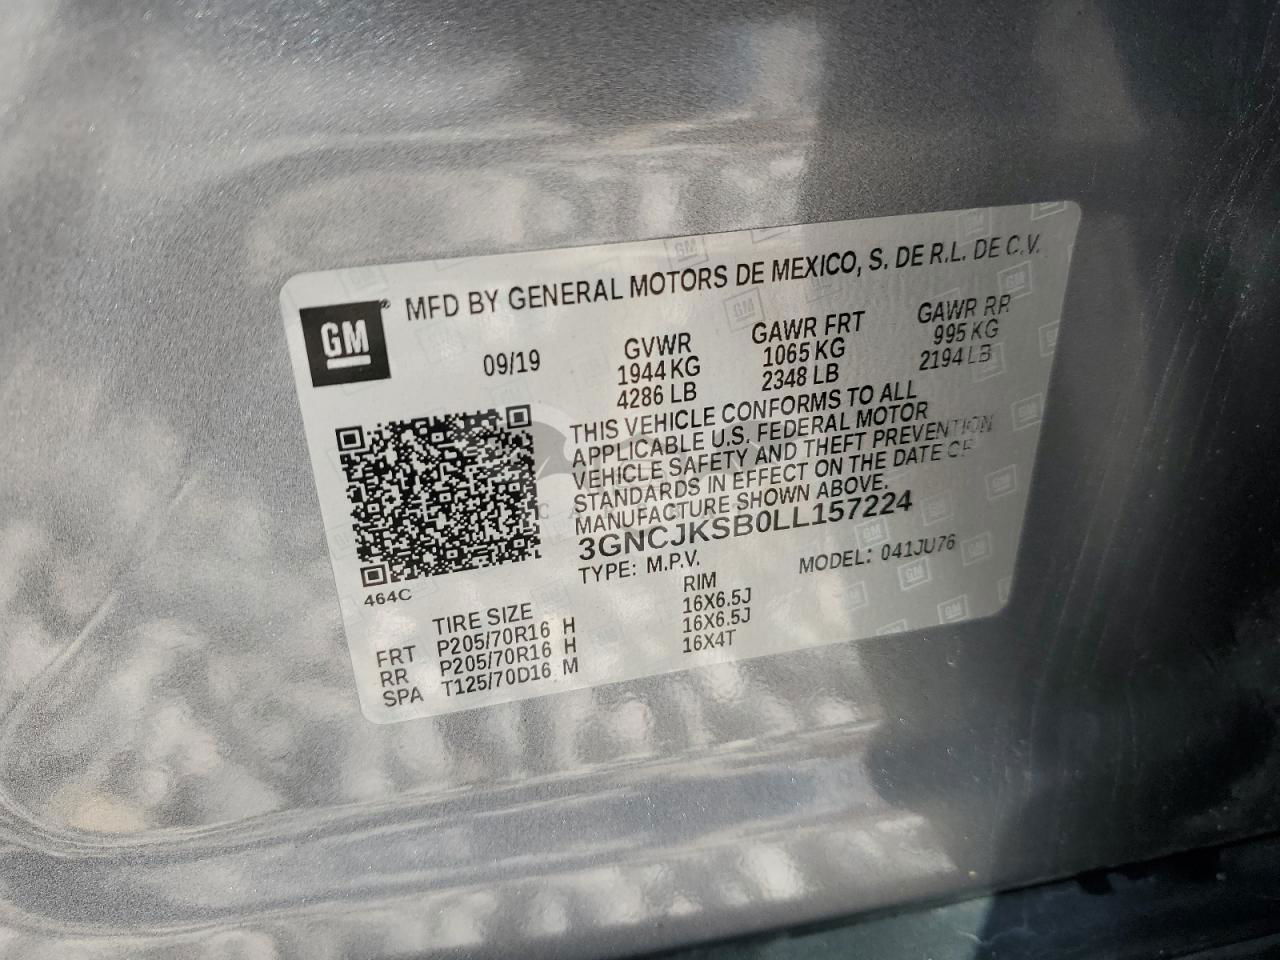 GM
MFD BY GENERAL MOTORS DE MEXICO, S. DE R.L. DE C.V.
09/19
GVWR
1944 KG
4286 LB
GAWR FRT
1065 KG
2348 LB
GAWR RR
995 KG
2194 LB
THIS VEHICLE CONFORMS TO ALL
APPLICABLE U.S. FEDERAL MOTOR
VEHICLE SAFETY AND THEFT PREVENTION
STANDARDS IN EFFECT ON THE DATE OF
MANUFACTURE SHOWN ABOVE.
3GNCJKSB0LL157224
TYPE: M.P.V.
MODEL: 041JU76
464C
TIRE SIZE
RIM
FRT P205/70R16 H 16X6.5J
RR P205/70R16 H 16X6.5J
SPA T125/70D16 M 16X4T